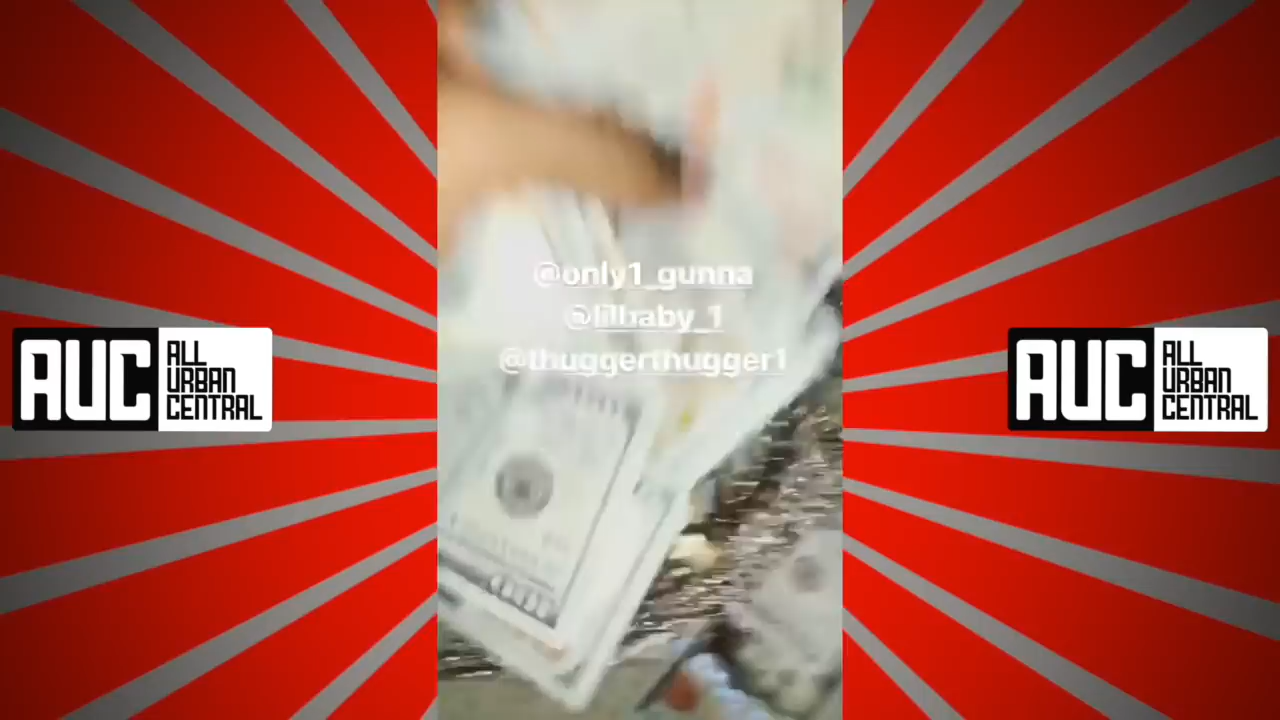 @only1_gunna
@lilbaby_1
@thuggerthugger1
AUC ALL
URBAN
CENTRAL
AUC ALL
URBAN
CENTRAL